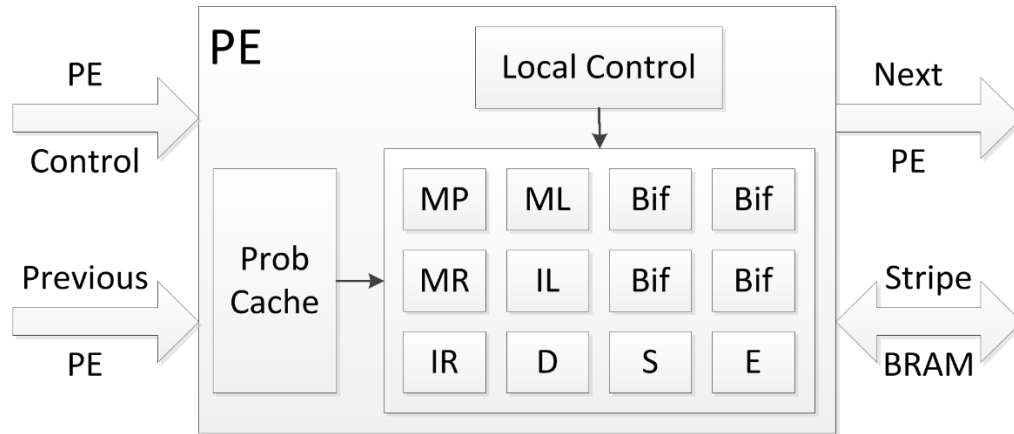 PE
Control
Previous
PE
PE
Local Control
Prob
Cache
MP ML Bif Bif
MR IL Bif Bif
IR D S E
Next
PE
Stripe
BRAM